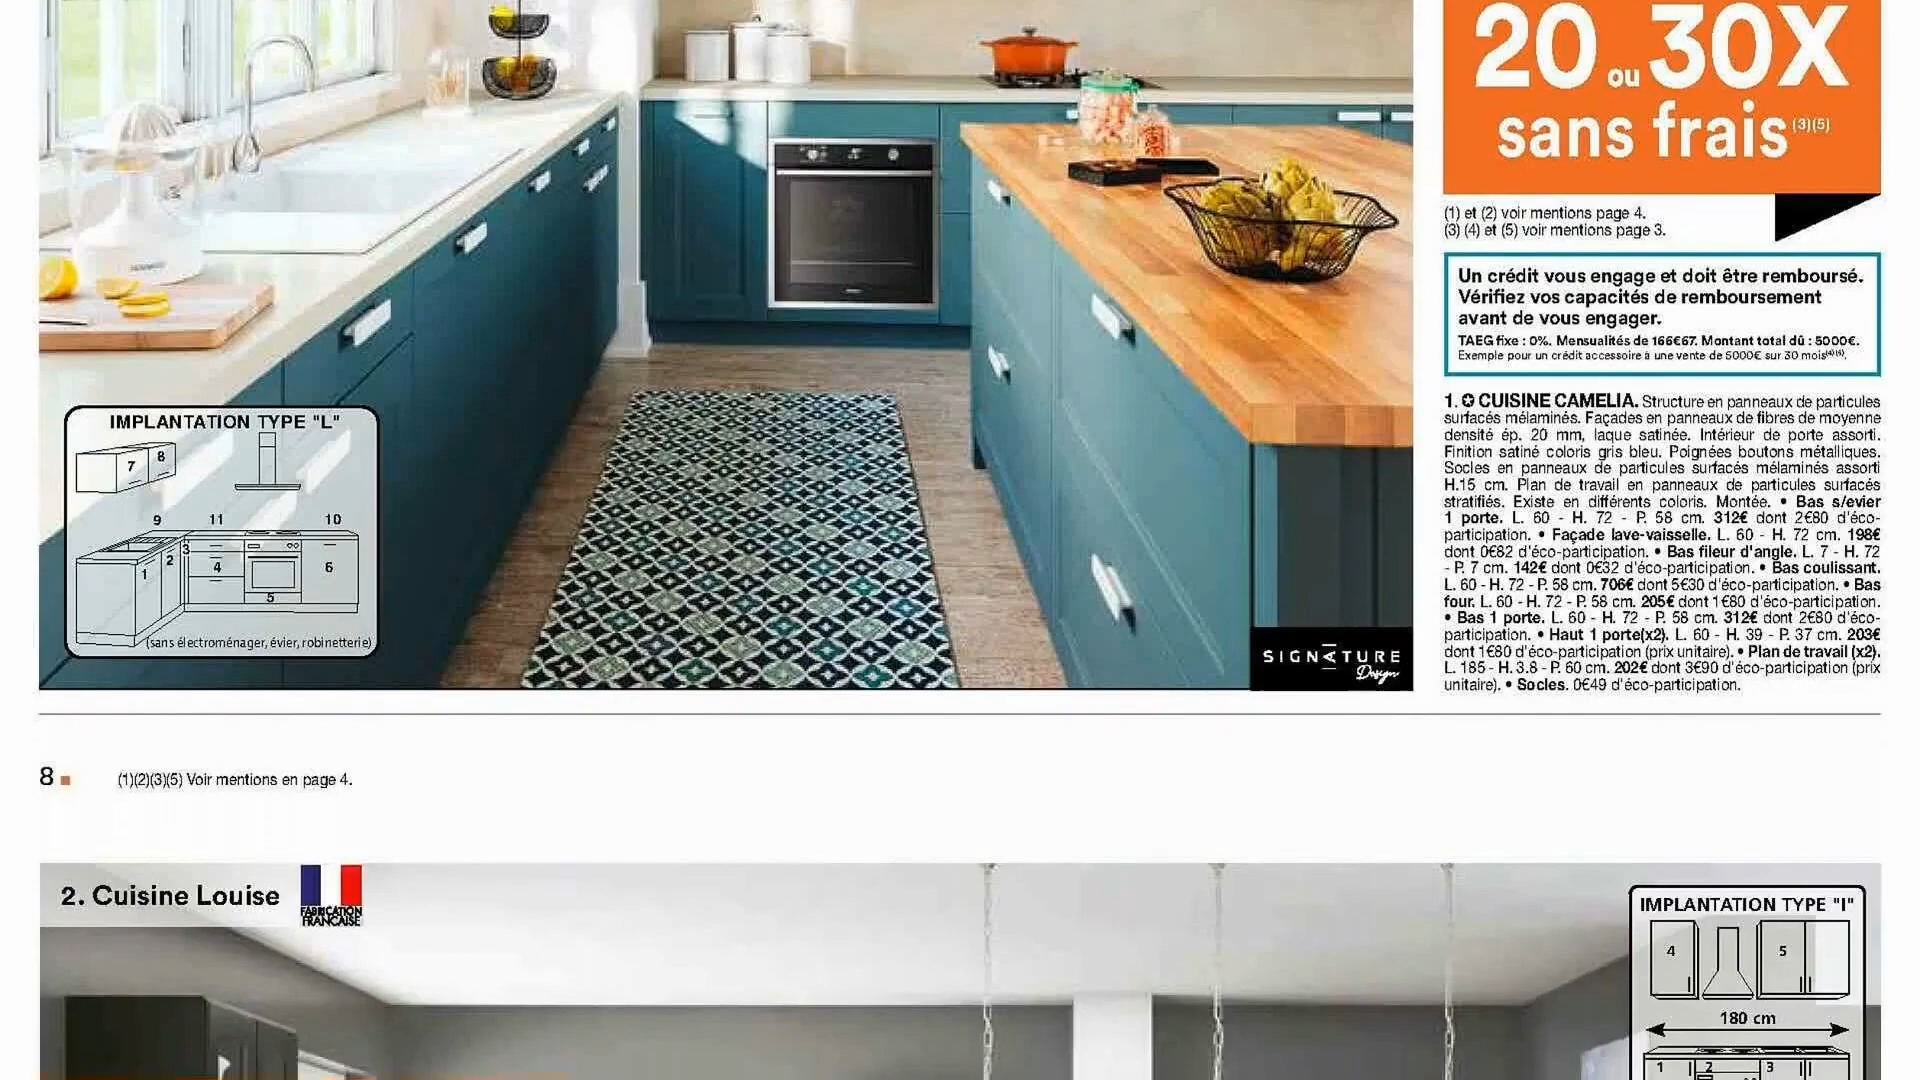 20 ou 30X
sans frais (3)(5)
(1) et (2) voir mentions page 4.
(3) (4) et (5) voir mentions page 3.
Un crédit vous engage et doit être remboursé.
Vérifiez vos capacités de remboursement
avant de vous engager.
TAEG fixe : 0%. Mensualités de 166€67. Montant total dû : 5000€.
Exemple pour un crédit accessoire à une vente de 5000€ sur 30 mois
1. CUISINE CAMELIA. Structure en panneaux de particules
surfacés mélaminés. Façades en panneaux de fibres de moyenne
densité ép. 20 mm, laque satinée. Intérieur de porte assorti.
Finition satiné coloris gris bleu. Poignées boutons métalliques.
Socles en panneaux de particules surfacés mélaminés assorti
H.15 cm. Plan de travail en panneaux de particules surfacés
stratifiés. Existe en différents coloris. Montée. • Bas s/evier
1 porte. L. 60 - H. 72 - P. 58 cm. 312€ dont 2€80 d'éco-
participation. • Façade lave-vaisselle. L. 60 - H. 72 cm. 198€
dont 0€82 d'éco-participation. • Bas fileur d'angle. L. 7 - H. 72
- P. 7 cm. 142€ dont 0€32 d'éco-participation. • Bas coulissant.
L. 60 - H. 72 - P. 58 cm. 706€ dont 5€30 d'éco-participation. • Bas
four. L. 60 - H. 72 - P. 58 cm. 205€ dont 1€80 d'éco-participation.
• Bas 1 porte. L. 60 - H. 72 - P. 58 cm. 312€ dont 2€80 d'éco-
participation. • Haut 1 porte(x2). L. 60 - H. 39 - P. 37 cm. 203€
dont 1€80 d'éco-participation (prix unitaire). • Plan de travail (x2).
L. 185 - H. 3.8 - P. 60 cm. 202€ dont 3€90 d'éco-participation (prix
unitaire). • Socles. 0€49 d'éco-participation.
IMPLANTATION TYPE "L"
7 8
9 11 10
1 2 3 4 5 6
(sans électroménager, évier, robinetterie)
SIGNATURE
Design
8 (1)(2)(3)(5) Voir mentions en page 4.
2. Cuisine Louise
FABRICATION
FRANÇAISE
IMPLANTATION TYPE "I"
4 5
180 cm
1 2 3